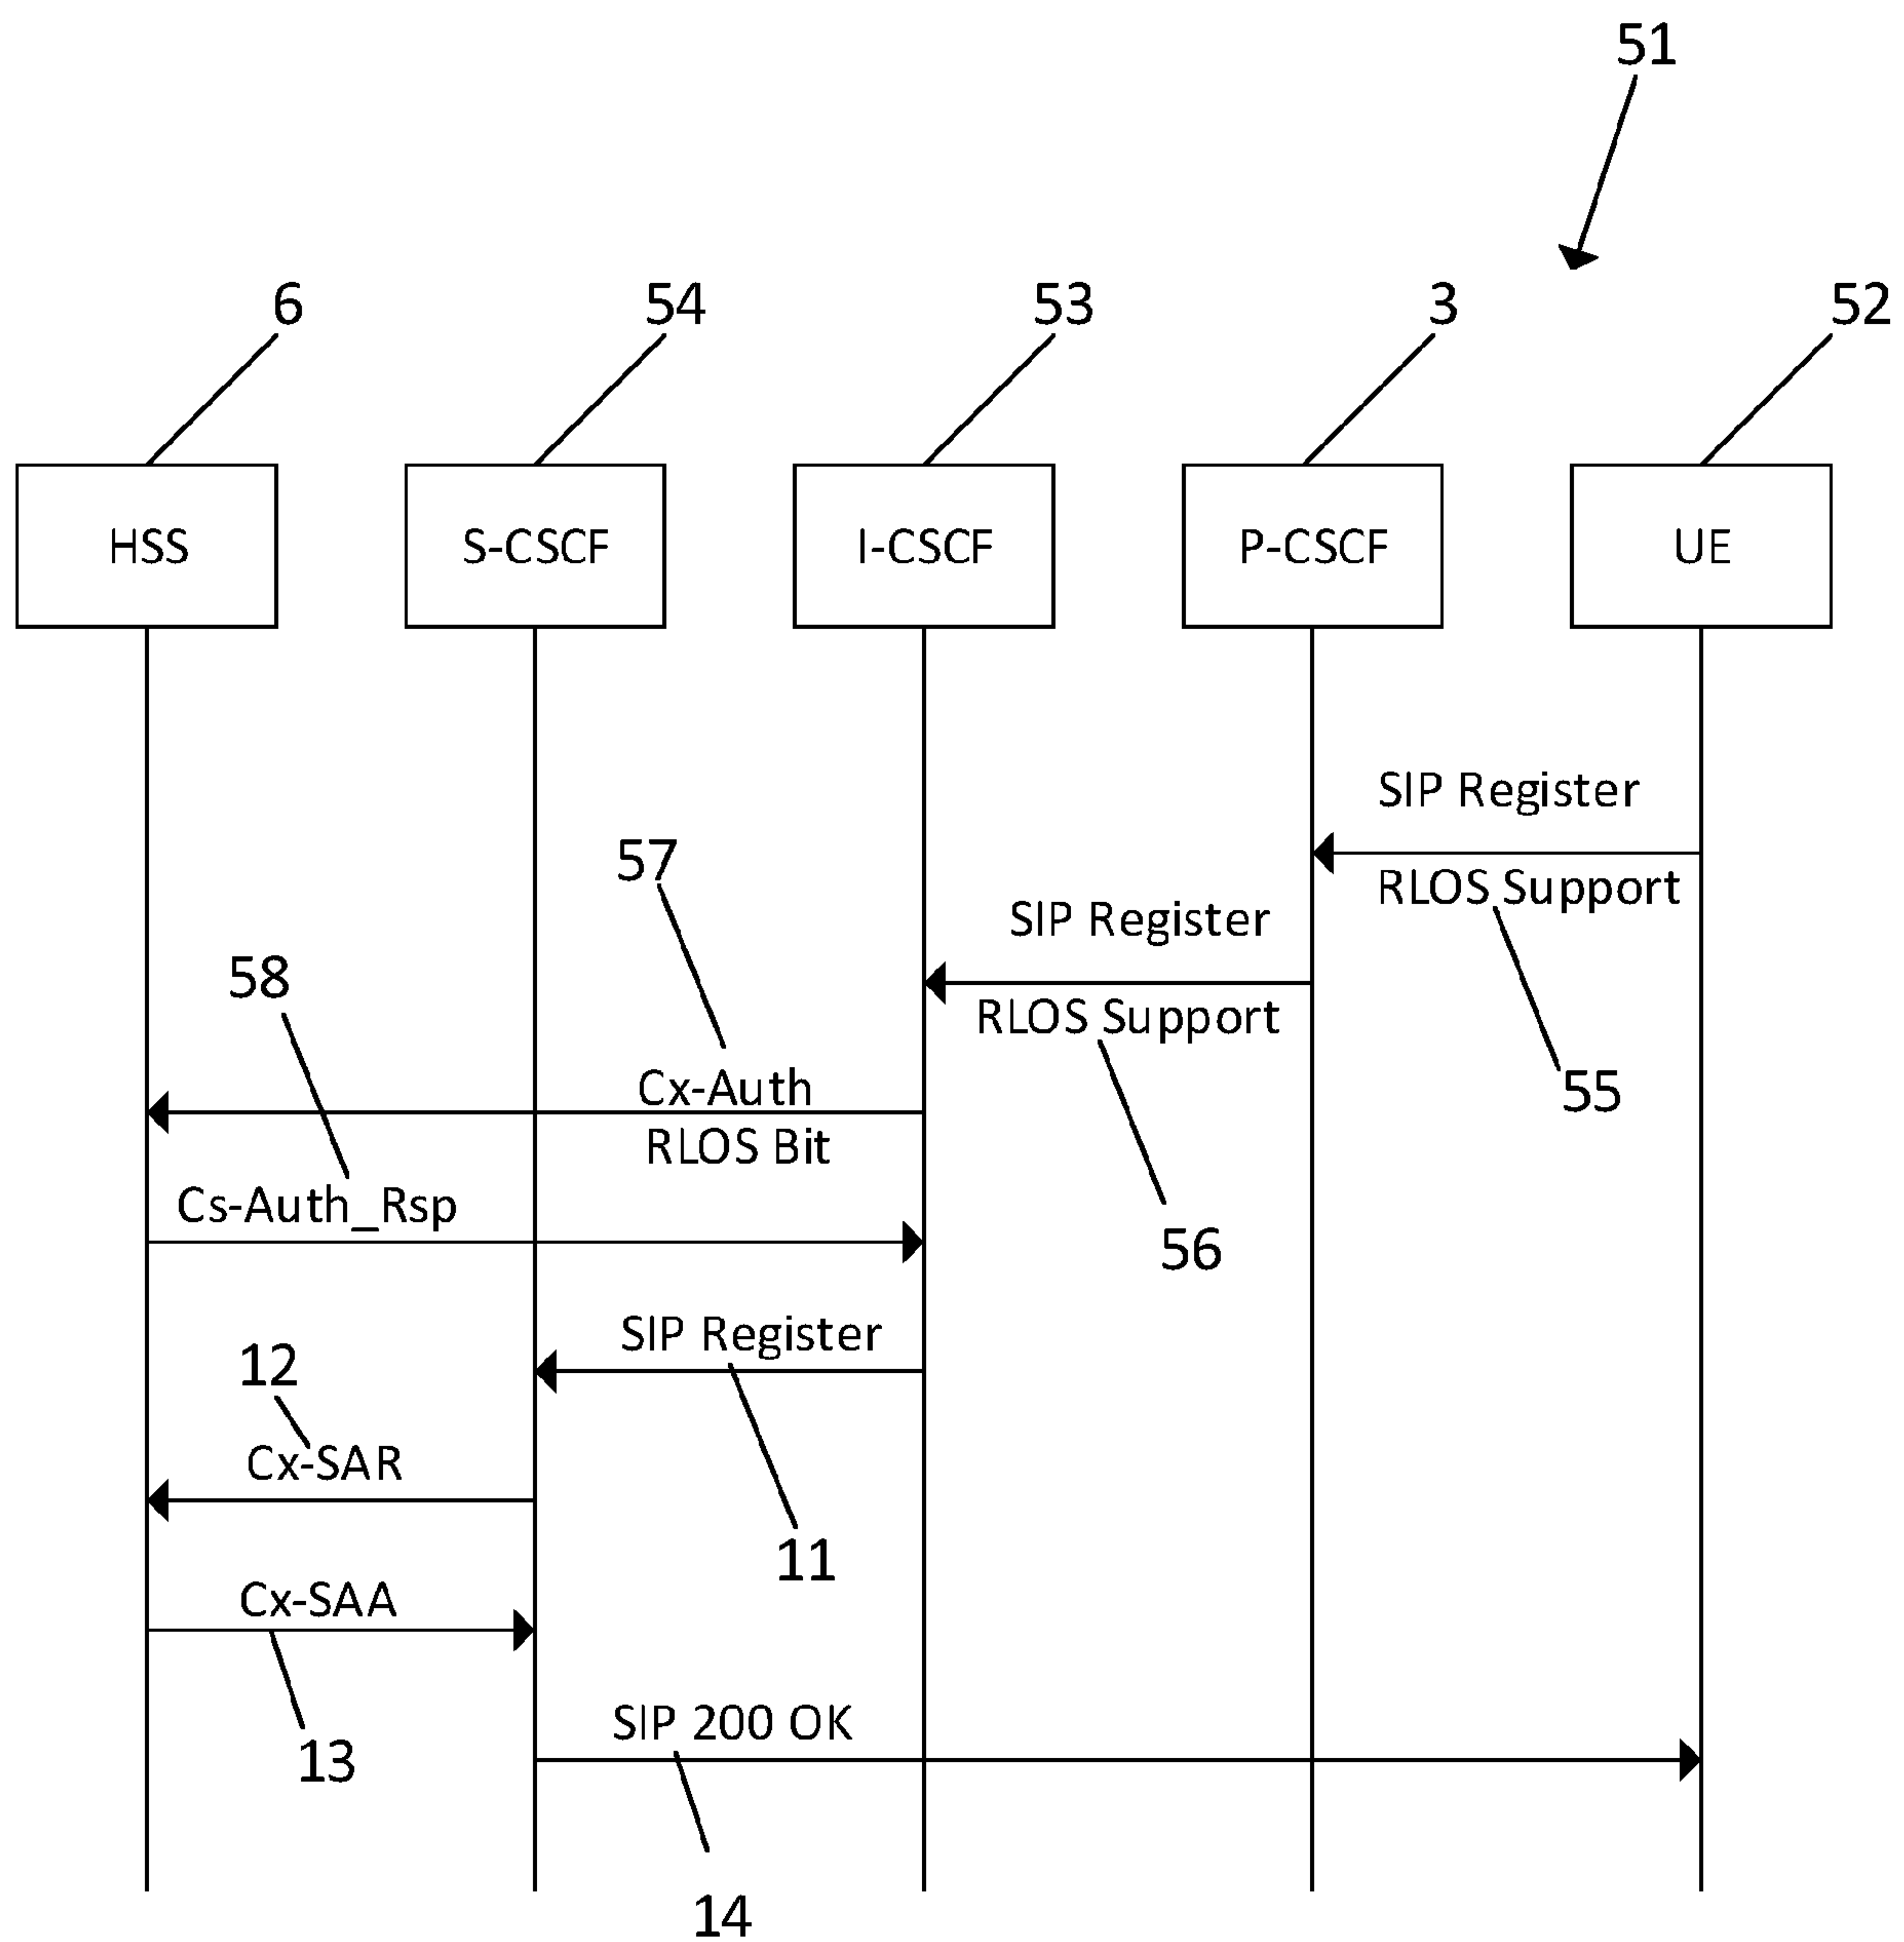 51
6
54
53
3
52
HSS
S-CSCF
I-CSCF
P-CSCF
UE
SIP Register
RLOS Support
55
SIP Register
RLOS Support
56
57
Cx-Auth
RLOS Bit
58
Cs-Auth_Rsp
SIP Register
11
12
Cx-SAR
Cx-SAA
13
SIP 200 OK
14